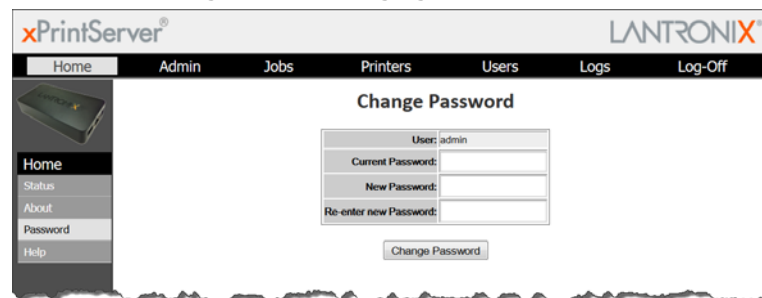 xPrintServer®
LANTRONIX®
Home Admin Jobs Printers Users Logs Log-Off
LANTRONIX
Home
Status
About
Password
Help
Change Password
User: admin
Current Password:
New Password:
Re-enter new Password:
Change Password